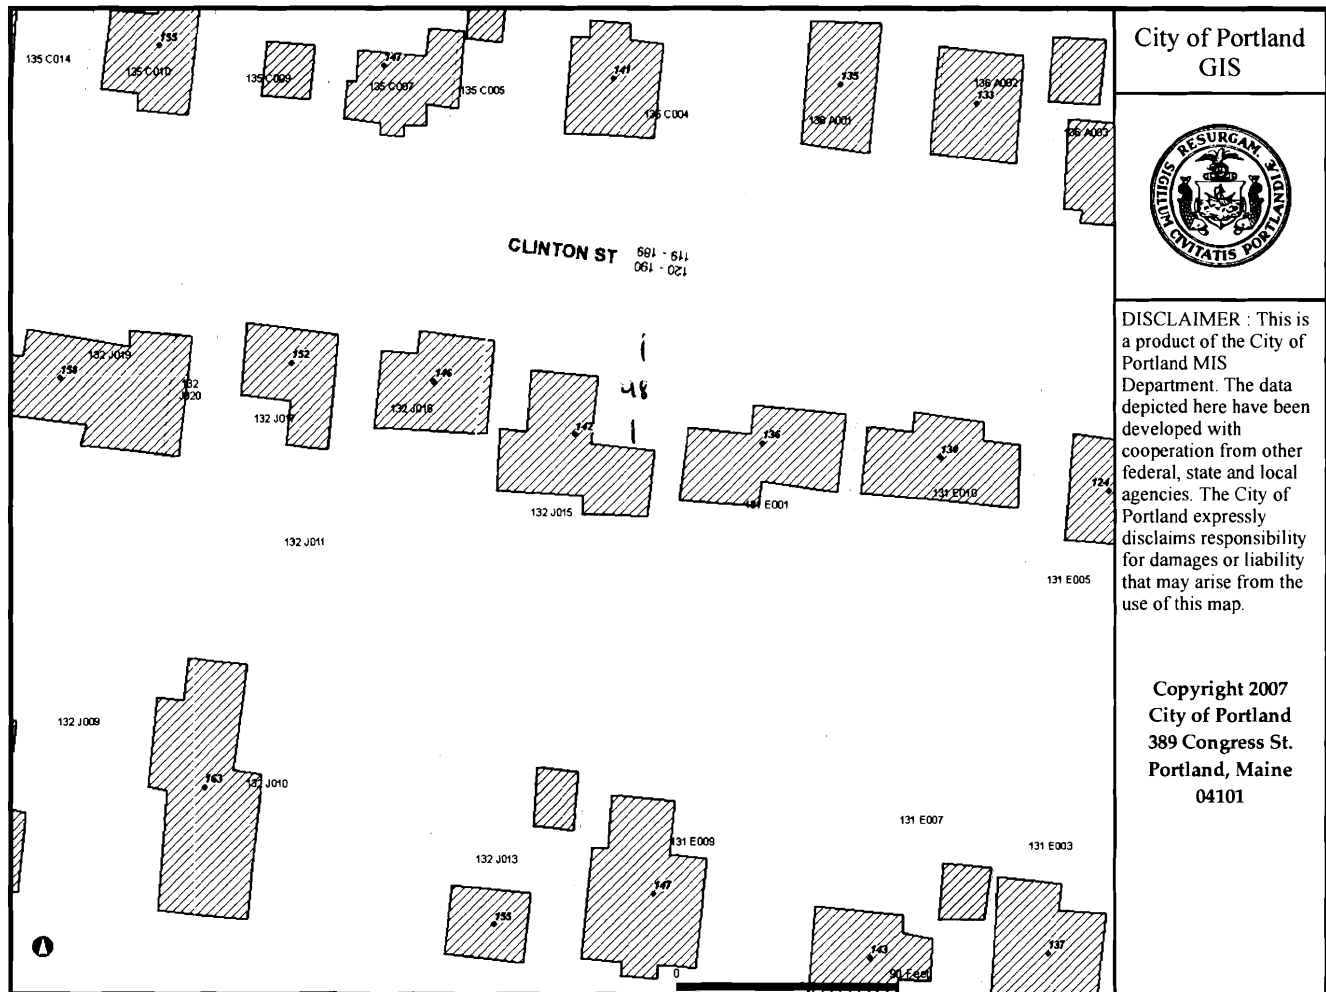 155
135 C014
135 C010
135 C009
147
135 C007
135 C005
141
135 C004
135
136 A001
136 A002
133
136 A003
CLINTON ST
119 - 189
120 - 190
132 J019
158
132
J020
152
132 J017
146
132 J016
142
48
132 J015
136
131 E001
130
131 E010
124
132 J011
131 E005
132 J009
163
132 J010
131 E007
131 E009
131 E003
132 J013
147
155
143
137
0
90 Feet
City of Portland
GIS
SIGILLUM CIVITATIS PORTLANDIÆ
RESURGAM.
DISCLAIMER : This is
a product of the City of
Portland MIS
Department. The data
depicted here have been
developed with
cooperation from other
federal, state and local
agencies. The City of
Portland expressly
disclaims responsibility
for damages or liability
that may arise from the
use of this map.
Copyright 2007
City of Portland
389 Congress St.
Portland, Maine
04101